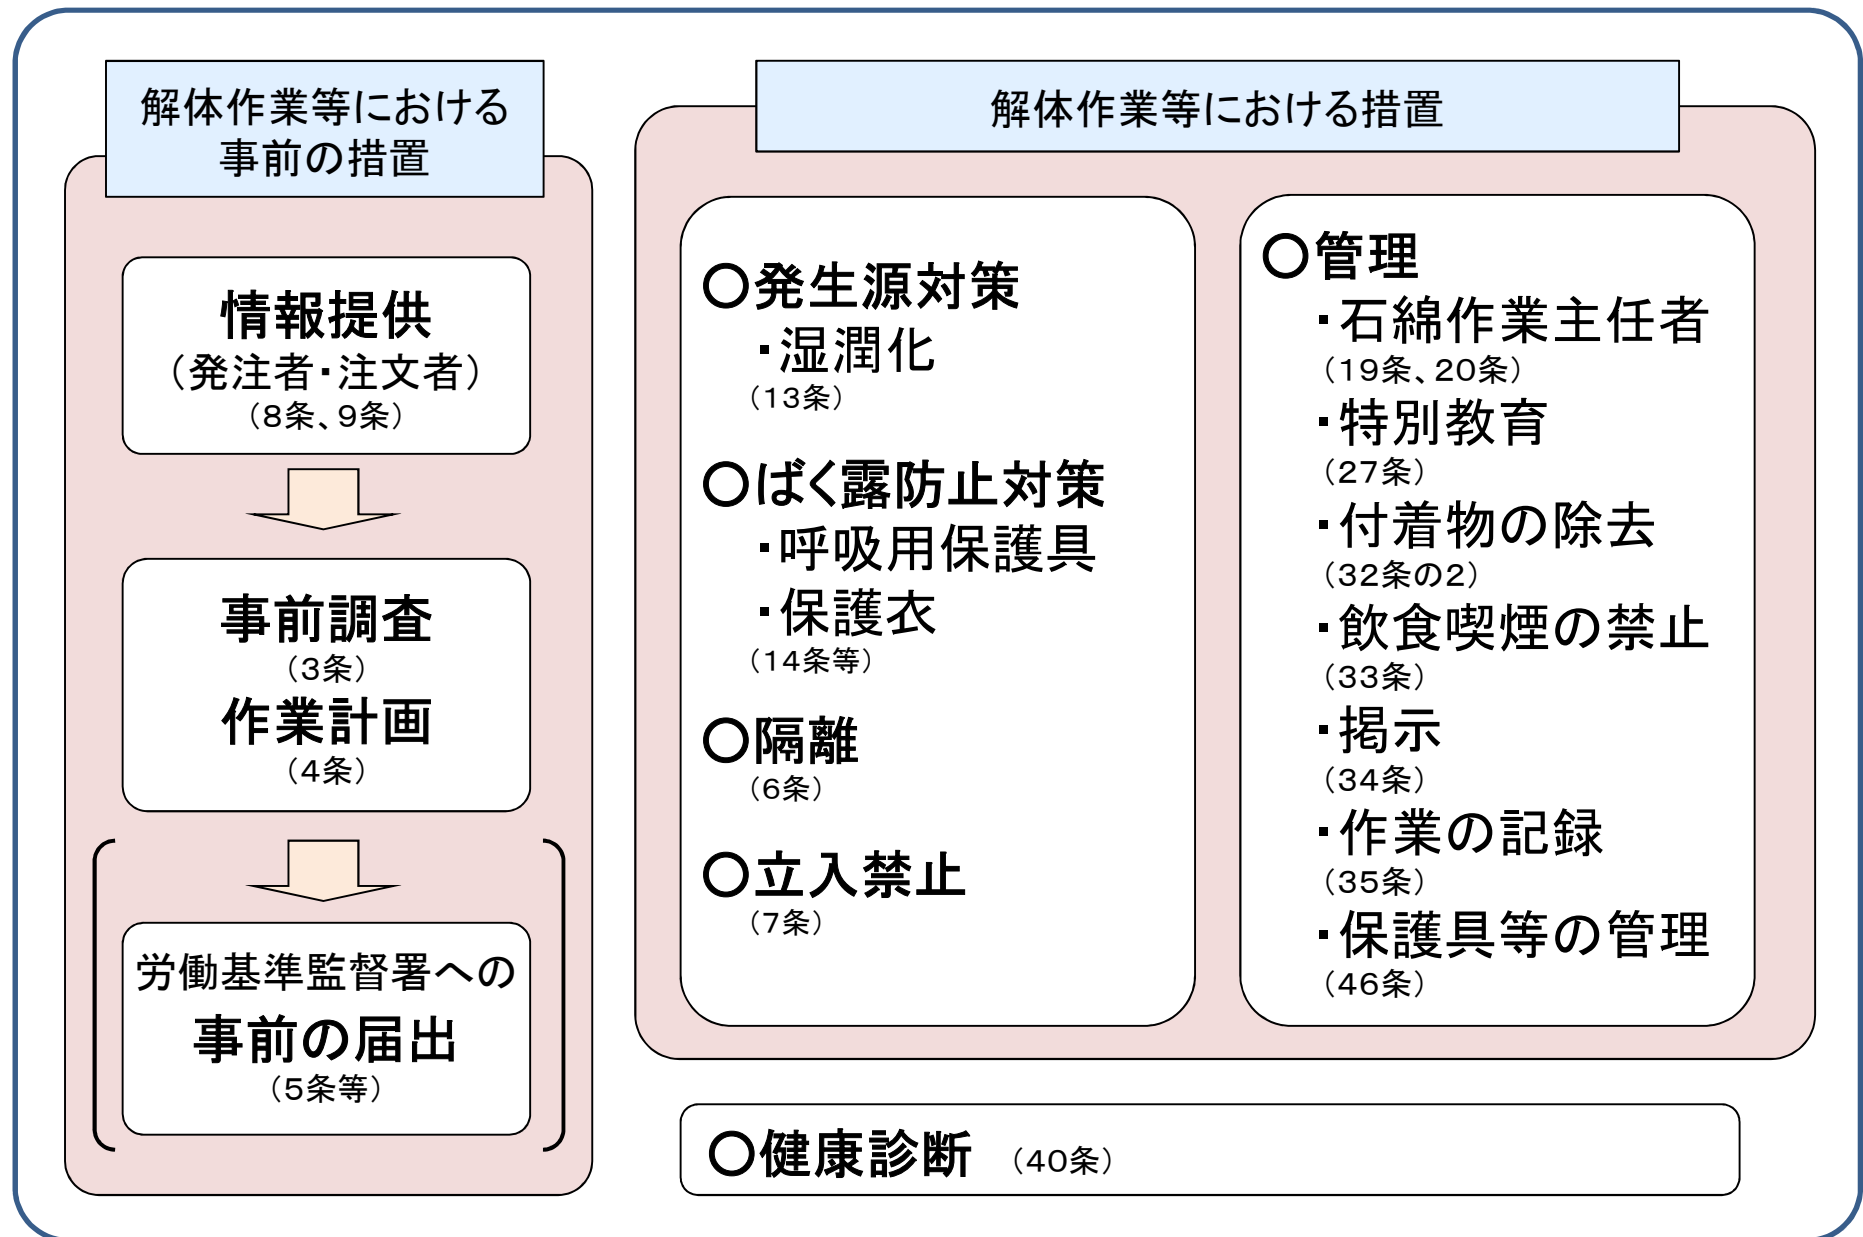 解体作業等における
事前の措置
情報提供
（発注者・注文者）
（8条、9条）
事前調査
（3条）
作業計画
（4条）
労働基準監督署への
事前の届出
（5条等）
解体作業等における措置
○発生源対策
・湿潤化
（13条）
○ばく露防止対策
・呼吸用保護具
・保護衣
（14条等）
○隔離
（6条）
○立入禁止
（7条）
○管理
・石綿作業主任者
（19条、20条）
・特別教育
（27条）
・付着物の除去
（32条の2）
・飲食喫煙の禁止
（33条）
・掲示
（34条）
・作業の記録
（35条）
・保護具等の管理
（46条）
○健康診断 （40条）